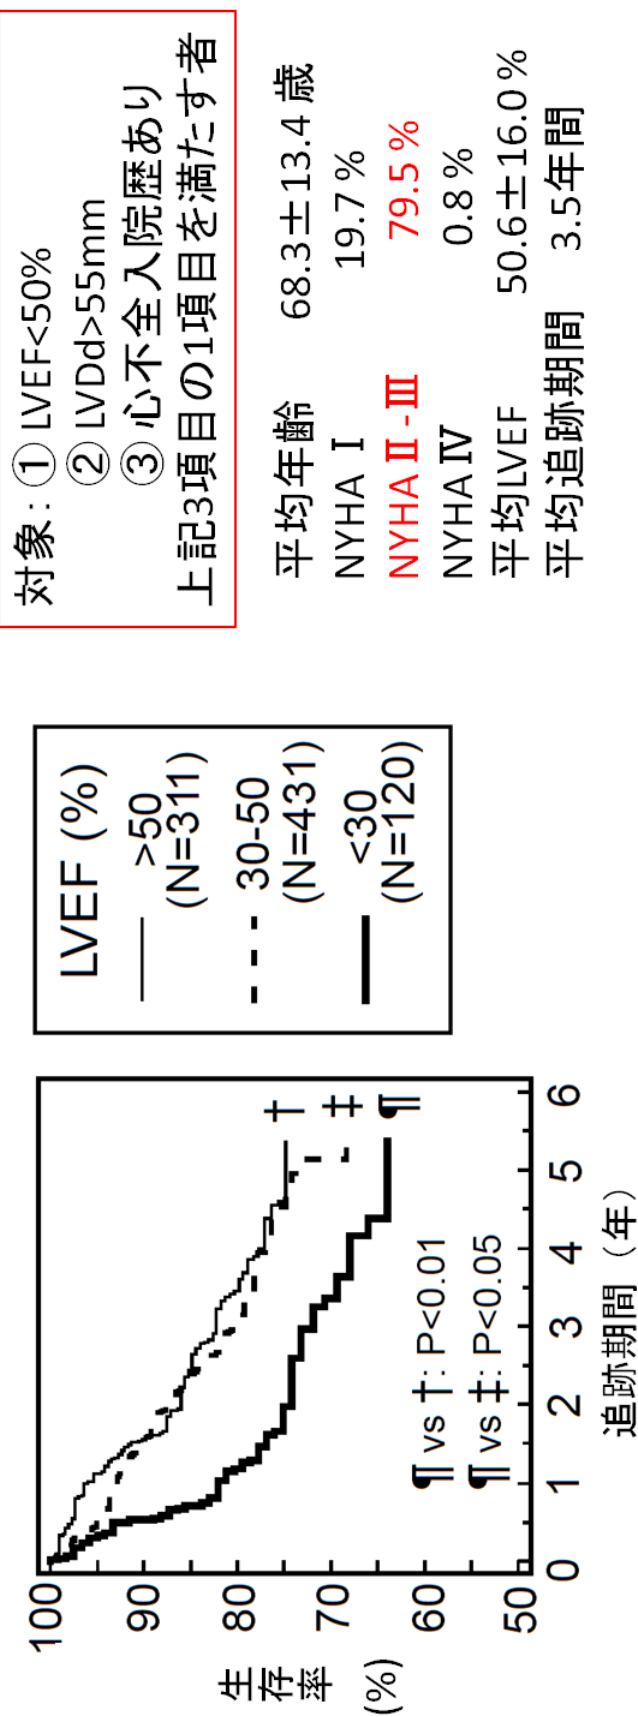 生存率
(%)
100
90
80
70
60
50
0
1
2
3
4
5
6
追跡期間（年）
†
‡
¶
¶ vs †: P<0.01
¶ vs ‡: P<0.05
LVEF (%)
>50
(N=311)
30-50
(N=431)
<30
(N=120)
対象: ① LVEF<50%
② LVDd>55mm
③ 心不全入院歴あり
上記3項目の1項目を満たす者
平均年齢 68.3±13.4 歳
NYHA Ⅰ 19.7 %
NYHA Ⅱ-Ⅲ 79.5 %
NYHA Ⅳ 0.8 %
平均LVEF 50.6±16.0 %
平均追跡期間 3.5年間